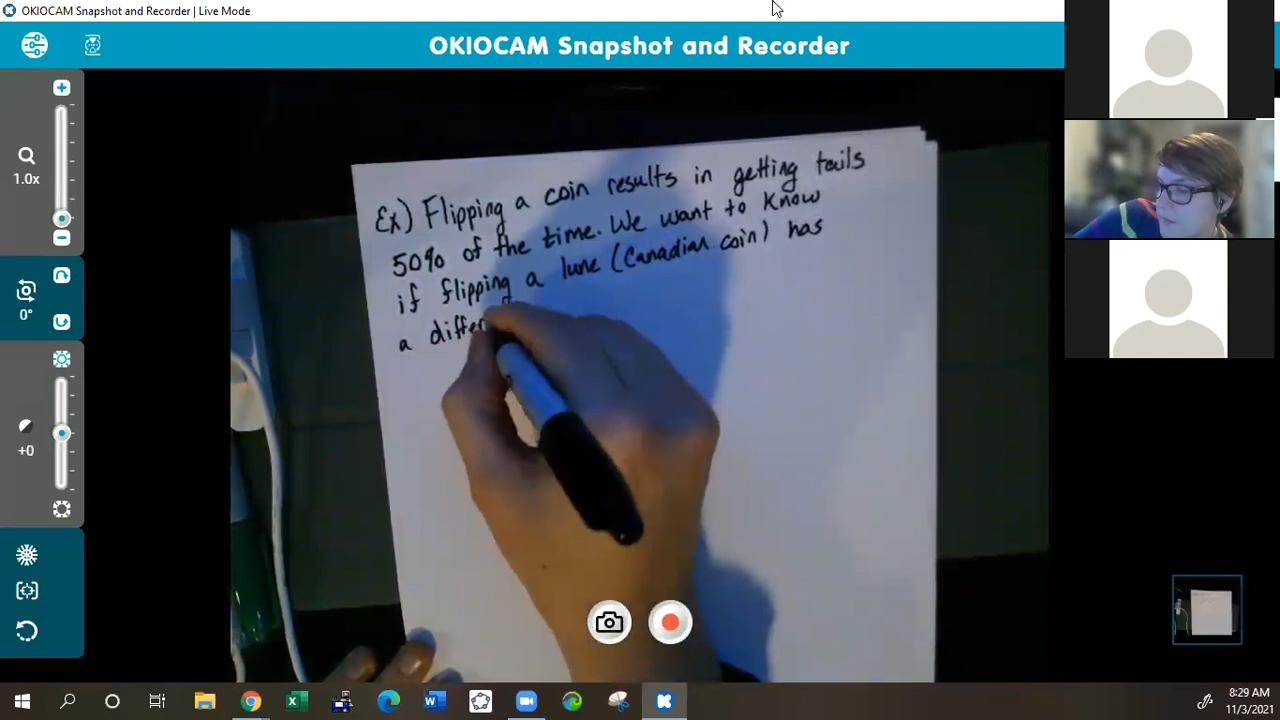 OKIOCAM Snapshot and Recorder | Live Mode
OKIOCAM Snapshot and Recorder
1.0x
0°
+0
Ex) Flipping a coin results in getting tails
50% of the time. We want to know
if flipping a lune (Canadian coin) has
a differ
8:29 AM
11/3/2021